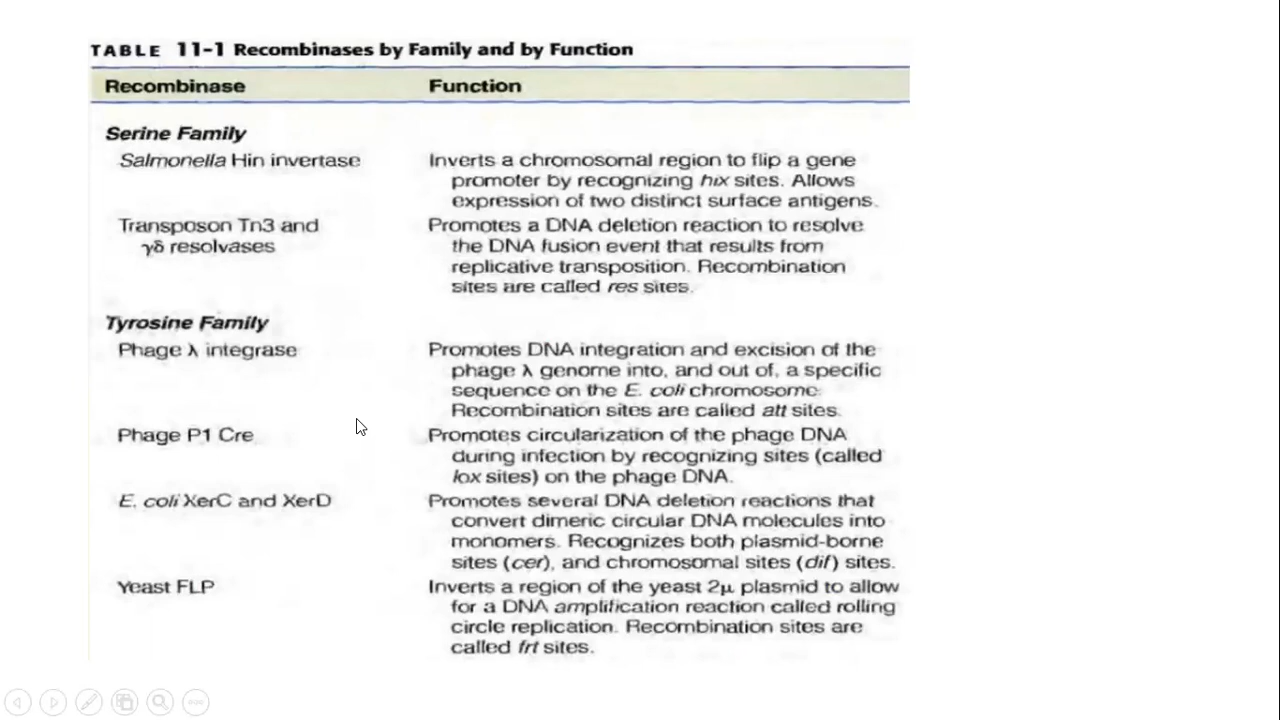 TABLE 11-1 Recombinases by Family and by Function
Recombinase Function
Serine Family
Salmonella Hin invertase Inverts a chromosomal region to flip a gene
promoter by recognizing hix sites. Allows
expression of two distinct surface antigens.
Transposon Tn3 and Promotes a DNA deletion reaction to resolve
γδ resolvases the DNA fusion event that results from
replicative transposition. Recombination
sites are called res sites.
Tyrosine Family
Phage λ integrase Promotes DNA integration and excision of the
phage λ genome into, and out of, a specific
sequence on the E. coli chromosome.
Recombination sites are called att sites.
Phage P1 Cre Promotes circularization of the phage DNA
during infection by recognizing sites (called
lox sites) on the phage DNA.
E. coli XerC and XerD Promotes several DNA deletion reactions that
convert dimeric circular DNA molecules into
monomers. Recognizes both plasmid-borne
sites (cer), and chromosomal sites (dif) sites.
Yeast FLP Inverts a region of the yeast 2μ plasmid to allow
for a DNA amplification reaction called rolling
circle replication. Recombination sites are
called frt sites.